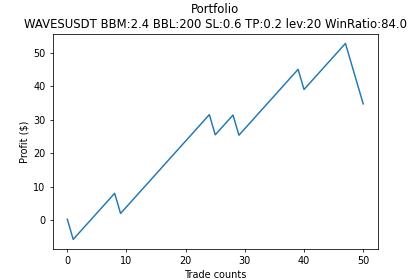 Portfolio
WAVESUSDT BBM:2.4 BBL:200 SL:0.6 TP:0.2 lev:20 WinRatio:84.0
Profit ($)
50
40
30
20
10
0
0 10 20 30 40 50
Trade counts